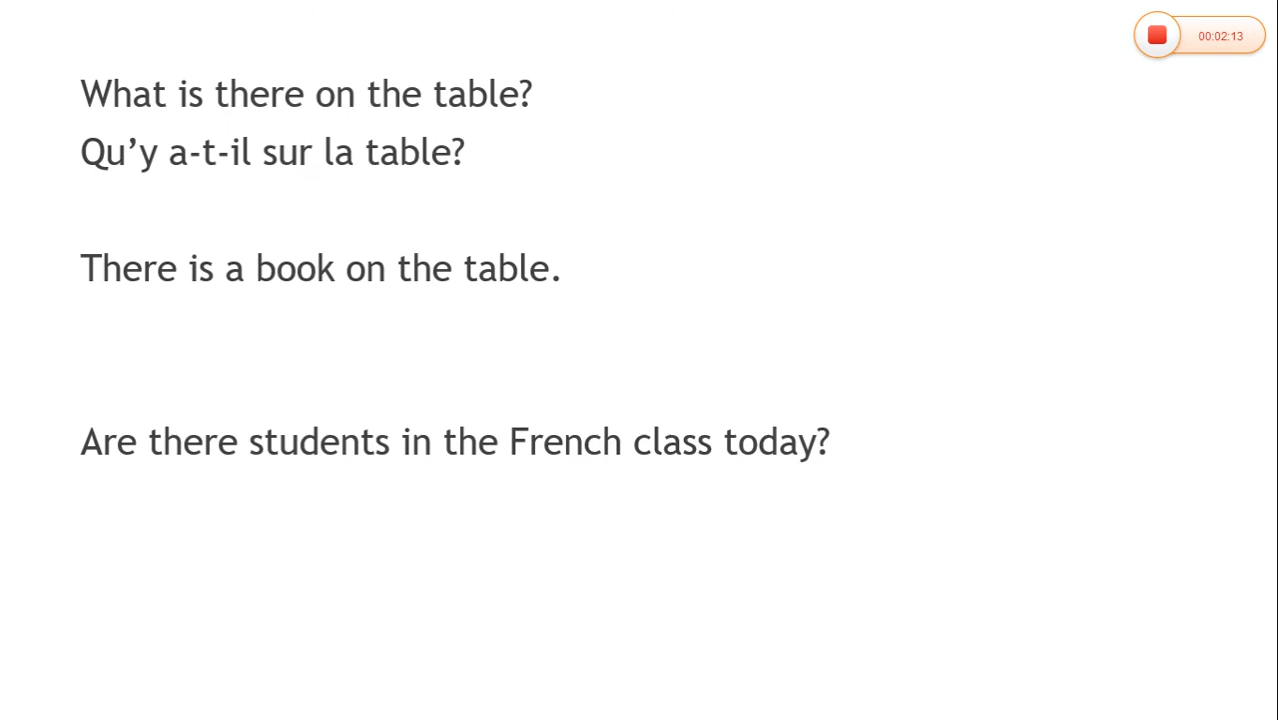 00:02:13
What is there on the table?
Qu’y a-t-il sur la table?
There is a book on the table.
Are there students in the French class today?